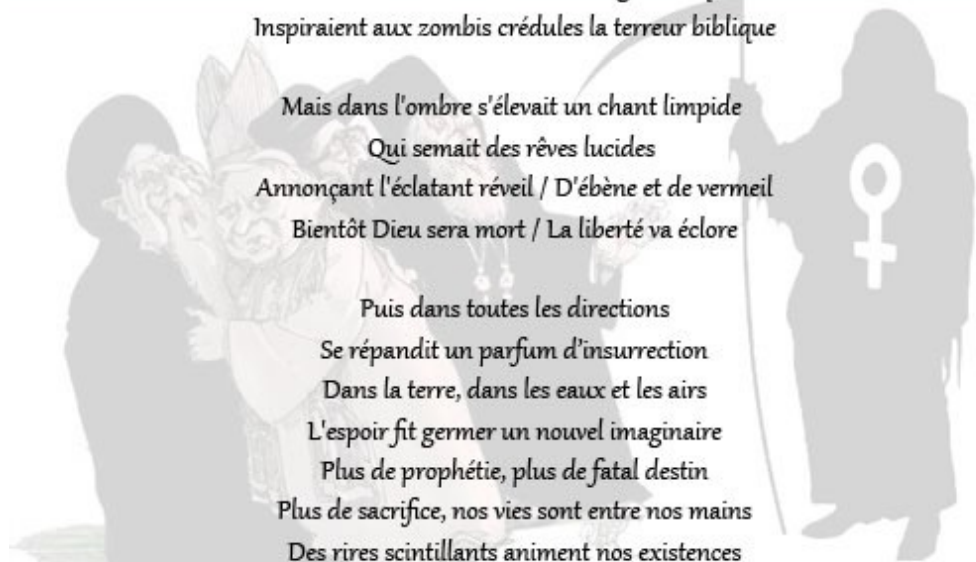 Inspiraient aux zombis crédules la terreur biblique
Mais dans l'ombre s'élevait un chant limpide
Qui semait des rêves lucides
Annonçant l'éclatant réveil / D'ébène et de vermeil
Bientôt Dieu sera mort / La liberté va éclore
Puis dans toutes les directions
Se répandit un parfum d’insurrection
Dans la terre, dans les eaux et les airs
L'espoir fit germer un nouvel imaginaire
Plus de prophétie, plus de fatal destin
Plus de sacrifice, nos vies sont entre nos mains
Des rires scintillants animent nos existences